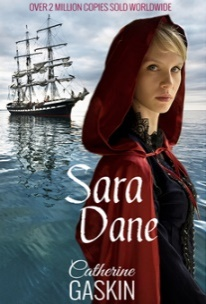 OVER 2 MILLION COPIES SOLD WORLDWIDE
Sara
Dane
Catherine
GASKIN